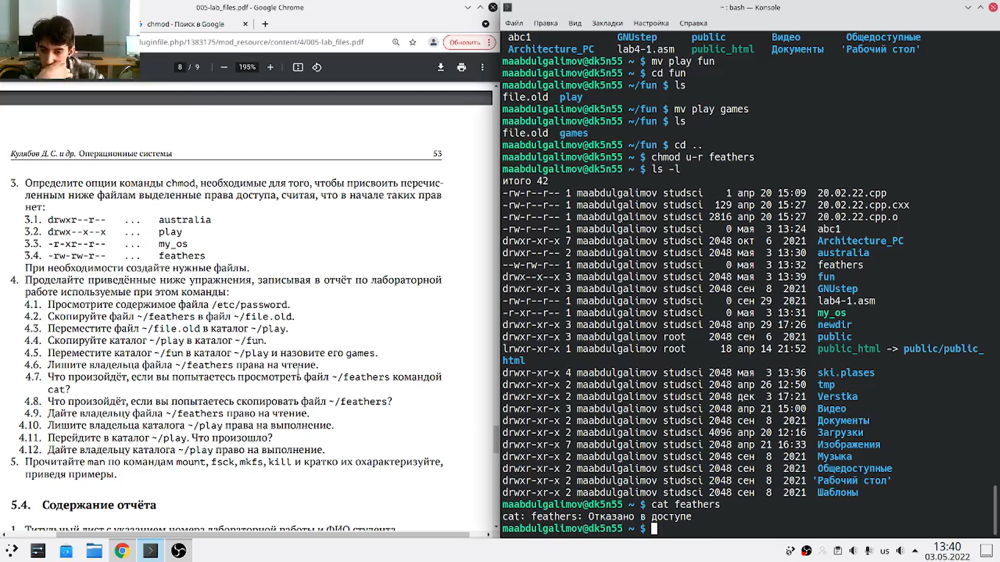 005-lab_files.pdf - Google Chrome
chmod - Поиск в Google
luginfile.php/1383175/mod_resource/content/4/005-lab_files.pdf
Обновить
8 / 9
195%
Кулябов Д. С. и др. Операционные системы 53
3. Определите опции команды chmod, необходимые для того, чтобы присвоить перечис-
ленным ниже файлам выделенные права доступа, считая, что в начале таких прав
нет:
3.1. drwxr--r-- ... australia
3.2. drwx--x--x ... play
3.3. -r-xr--r-- ... my_os
3.4. -rw-rw-r-- ... feathers
При необходимости создайте нужные файлы.
4. Проделайте приведённые ниже упражнения, записывая в отчёт по лабораторной
работе используемые при этом команды:
4.1. Просмотрите содержимое файла /etc/password.
4.2. Скопируйте файл ~/feathers в файл ~/file.old.
4.3. Переместите файл ~/file.old в каталог ~/play.
4.4. Скопируйте каталог ~/play в каталог ~/fun.
4.5. Переместите каталог ~/fun в каталог ~/play и назовите его games.
4.6. Лишите владельца файла ~/feathers права на чтение.
4.7. Что произойдёт, если вы попытаетесь просмотреть файл ~/feathers командой
cat?
4.8. Что произойдёт, если вы попытаетесь скопировать файл ~/feathers?
4.9. Дайте владельцу файла ~/feathers право на чтение.
4.10. Лишите владельца каталога ~/play права на выполнение.
4.11. Перейдите в каталог ~/play. Что произошло?
4.12. Дайте владельцу каталога ~/play право на выполнение.
5. Прочитайте man по командам mount, fsck, mkfs, kill и кратко их охарактеризуйте,
приведя примеры.
5.4. Содержание отчёта
1. Титульный лист с указанием номера лабораторной работы и ФИО студента
~ : bash — Konsole
Файл Правка Вид Закладки Настройка Справка
abc1 GNUstep public Видео Общедоступные
Architecture_PC lab4-1.asm public_html Документы 'Рабочий стол'
maabdulgalimov@dk5n55 ~ $ mv play fun
maabdulgalimov@dk5n55 ~ $ cd fun
maabdulgalimov@dk5n55 ~/fun $ ls
file.old play
maabdulgalimov@dk5n55 ~/fun $ mv play games
maabdulgalimov@dk5n55 ~/fun $ ls
file.old games
maabdulgalimov@dk5n55 ~/fun $ cd ..
maabdulgalimov@dk5n55 ~ $ chmod u-r feathers
maabdulgalimov@dk5n55 ~ $ ls -l
итого 42
-rw-r--r-- 1 maabdulgalimov studsci 1 апр 20 15:09 20.02.22.cpp
-rw-r--r-- 1 maabdulgalimov studsci 129 апр 20 15:27 20.02.22.cpp.cxx
-rw-r--r-- 1 maabdulgalimov studsci 2816 апр 20 15:27 20.02.22.cpp.o
-rw-r--r-- 1 maabdulgalimov studsci 0 мая 3 13:24 abc1
drwxr-xr-x 7 maabdulgalimov studsci 2048 окт 6 2021 Architecture_PC
drwxr--r-- 2 maabdulgalimov studsci 2048 мая 3 13:30 australia
--w-rw-r-- 1 maabdulgalimov studsci 0 мая 3 13:32 feathers
drwx--x--x 3 maabdulgalimov studsci 2048 мая 3 13:39 fun
drwxr-xr-x 3 maabdulgalimov studsci 2048 сен 8 2021 GNUstep
-rw-r--r-- 1 maabdulgalimov studsci 0 сен 29 2021 lab4-1.asm
-r-xr--r-- 1 maabdulgalimov studsci 0 мая 3 13:31 my_os
drwxr-xr-x 3 maabdulgalimov studsci 2048 апр 29 17:26 newdir
drwxr-xr-x 3 maabdulgalimov root 2048 сен 6 2021 public
lrwxr-xr-x 1 maabdulgalimov root 18 апр 14 21:52 public_html -> public/public_
html
drwxr-xr-x 4 maabdulgalimov studsci 2048 мая 3 13:36 ski.plases
drwxr-xr-x 2 maabdulgalimov studsci 2048 апр 26 12:50 tmp
drwxr-xr-x 2 maabdulgalimov studsci 2048 дек 3 17:21 Verstka
drwxr-xr-x 3 maabdulgalimov studsci 2048 апр 21 15:00 Видео
drwxr-xr-x 2 maabdulgalimov studsci 2048 сен 8 2021 Документы
drwxr-xr-x 2 maabdulgalimov studsci 4096 апр 20 12:16 Загрузки
drwxr-xr-x 7 maabdulgalimov studsci 2048 апр 21 16:33 Изображения
drwxr-xr-x 2 maabdulgalimov studsci 2048 сен 8 2021 Музыка
drwxr-xr-x 2 maabdulgalimov studsci 2048 сен 8 2021 Общедоступные
drwxr-xr-x 2 maabdulgalimov studsci 2048 сен 8 2021 'Рабочий стол'
drwxr-xr-x 2 maabdulgalimov studsci 2048 сен 8 2021 Шаблоны
maabdulgalimov@dk5n55 ~ $ cat feathers
cat: feathers: Отказано в доступе
maabdulgalimov@dk5n55 ~ $
us
13:40
03.05.2022